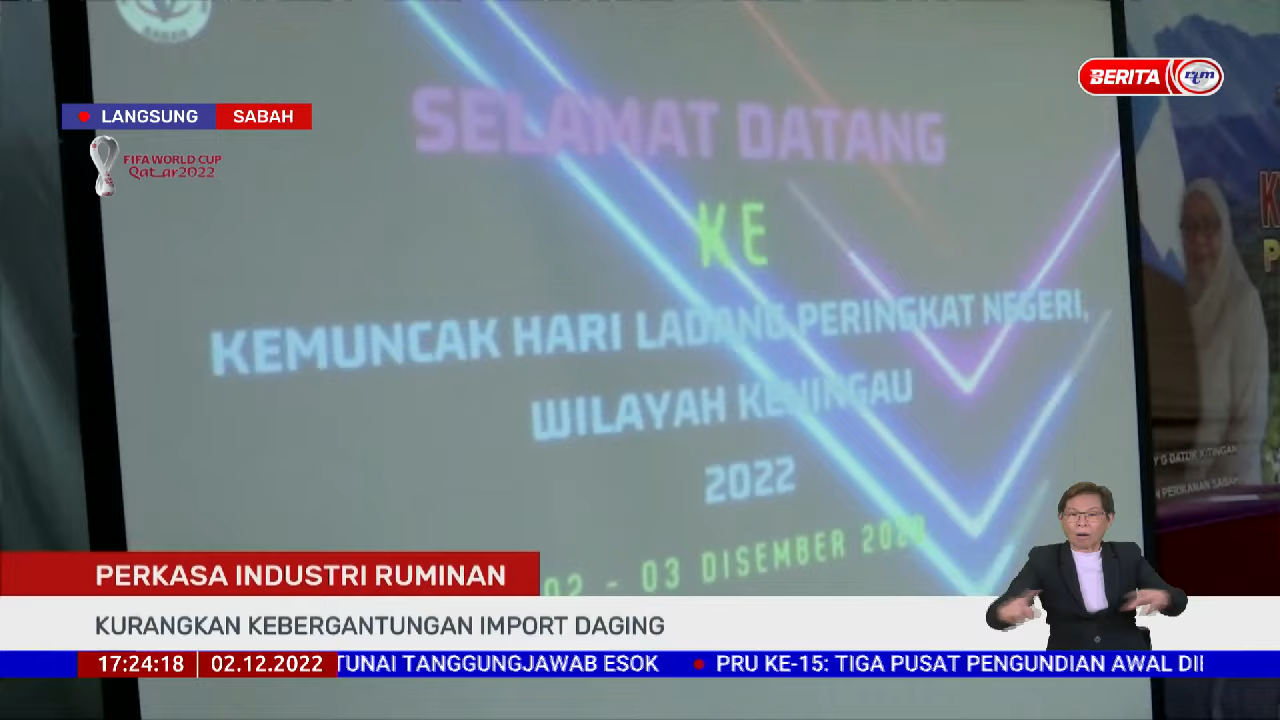 SABAH
BERITA rtm
LANGSUNG SABAH
FIFA WORLD CUP
Qatar2022
SELAMAT DATANG
KE
KEMUNCAK HARI LADANG PERINGKAT NEGERI,
WILAYAH KENINGAU
2022
02 - 03 DISEMBER 2022
PERKASA INDUSTRI RUMINAN
KURANGKAN KEBERGANTUNGAN IMPORT DAGING
17:24:18 02.12.2022 TUNAI TANGGUNGJAWAB ESOK • PRU KE-15: TIGA PUSAT PENGUNDIAN AWAL